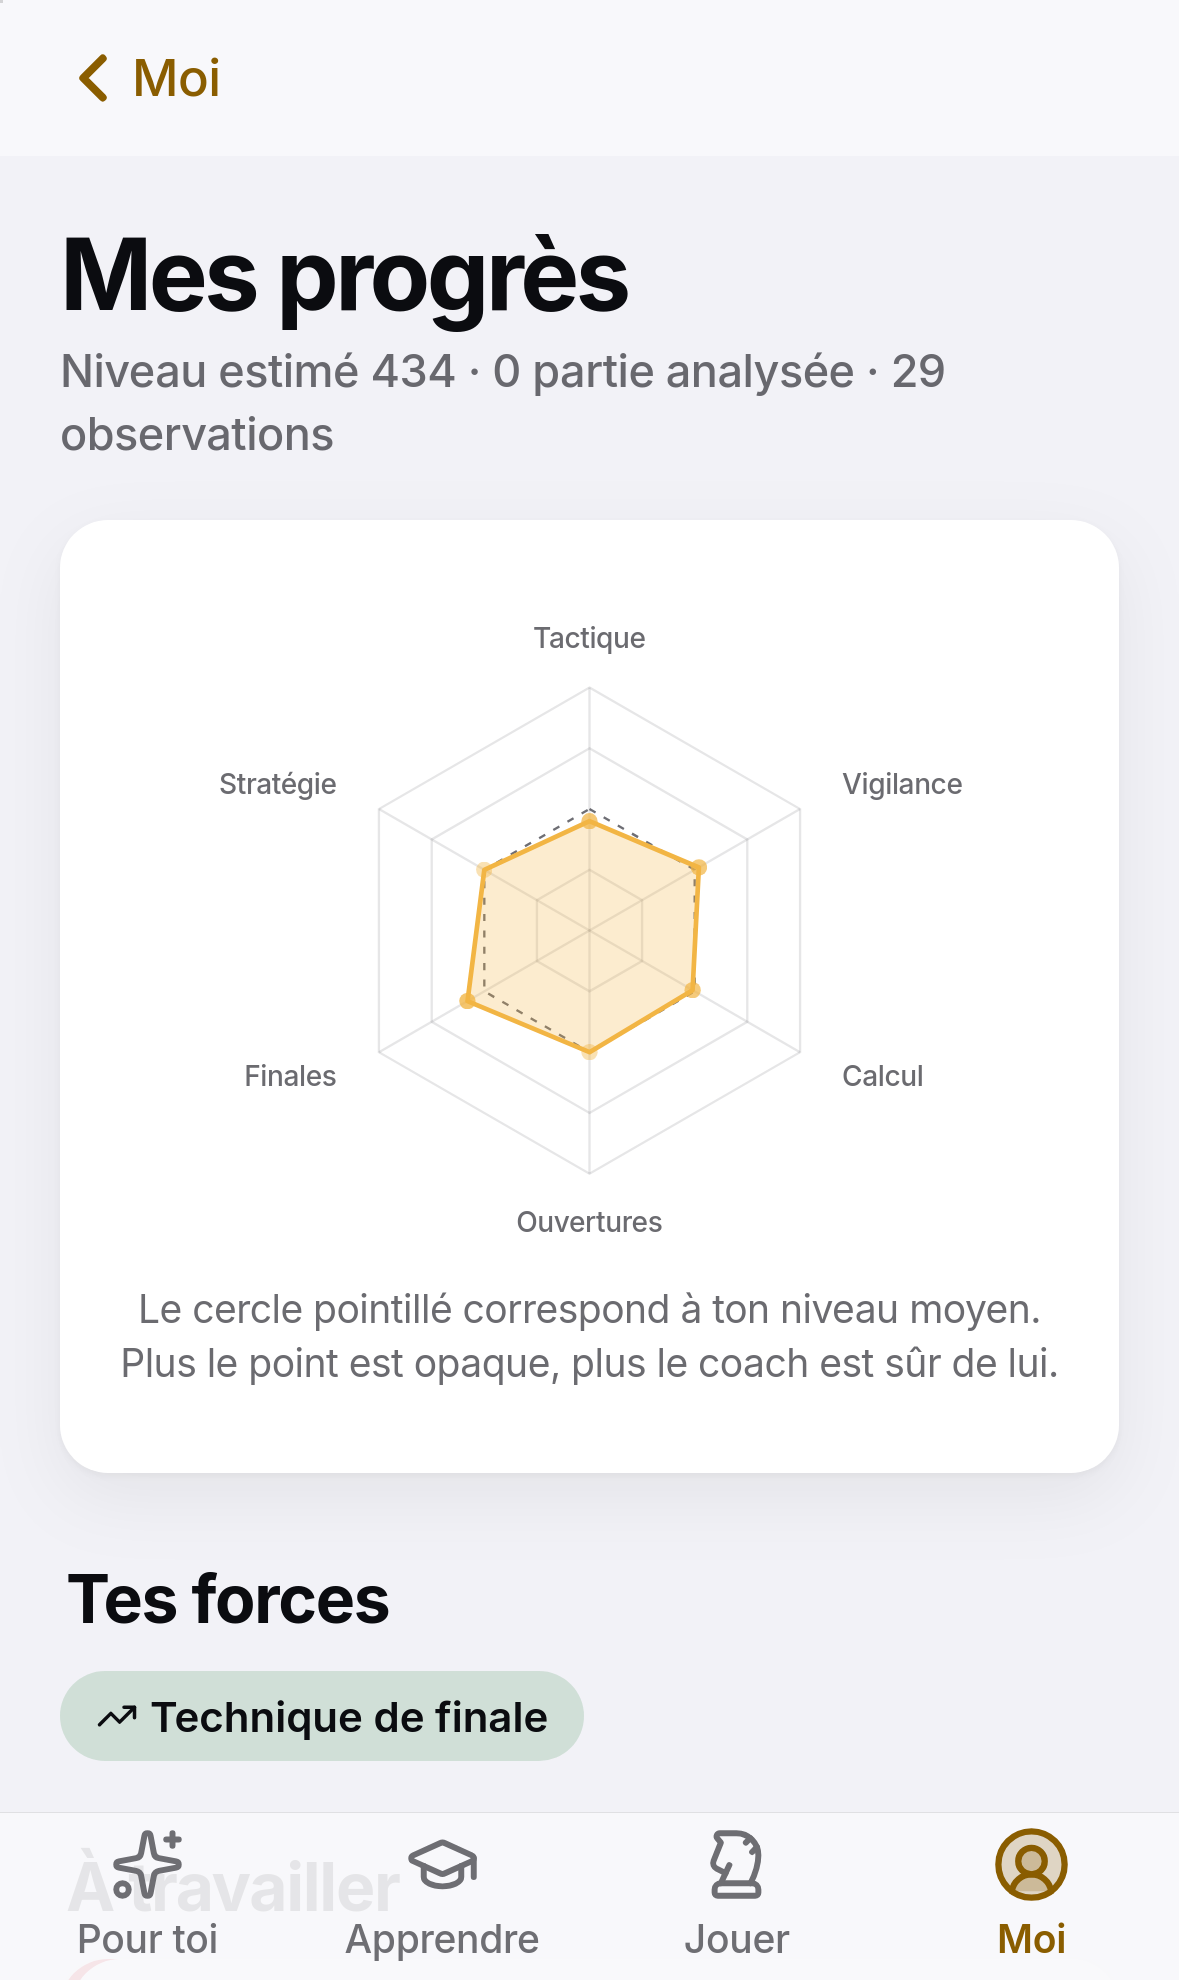 Moi
Mes progrès
Niveau estimé 434 · 0 partie analysée · 29
observations
Tactique
Stratégie
Vigilance
Finales
Calcul
Ouvertures
Le cercle pointillé correspond à ton niveau moyen.
Plus le point est opaque, plus le coach est sûr de lui.
Tes forces
Technique de finale
À travailler
Pour toi
Apprendre
Jouer
Moi